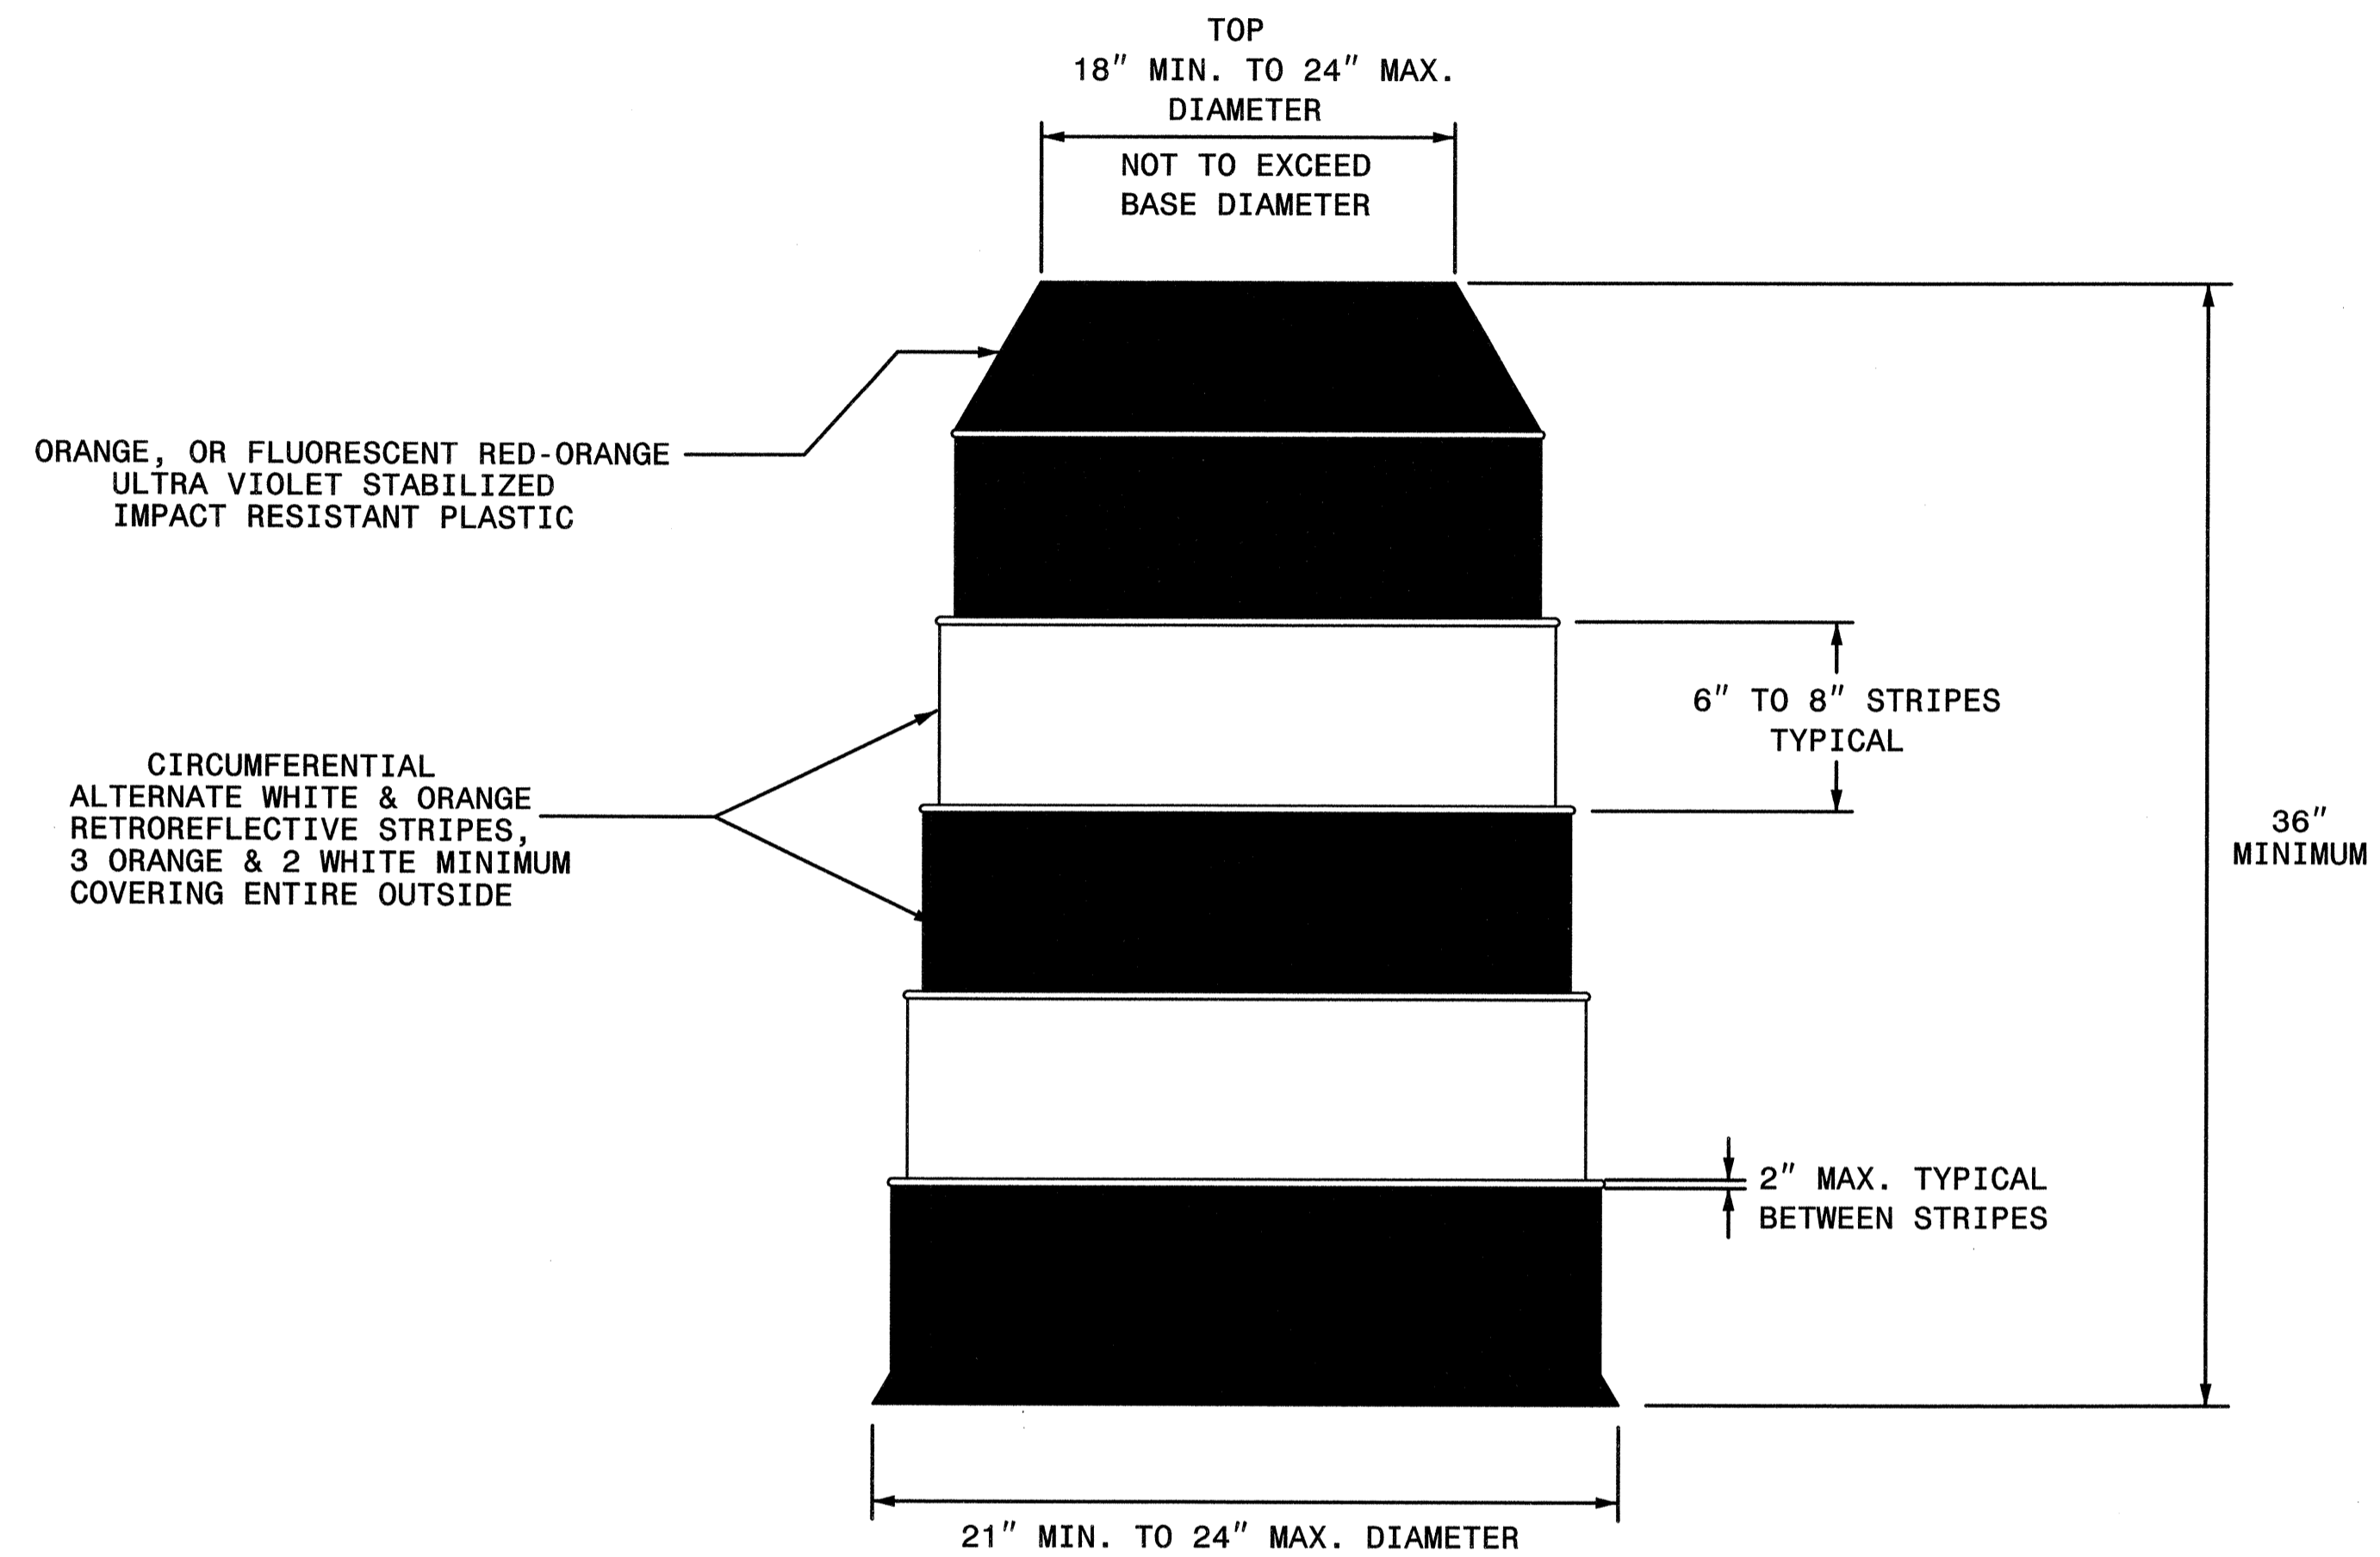 TOP
18" MIN. TO 24" MAX.
DIAMETER
NOT TO EXCEED
BASE DIAMETER
ORANGE, OR FLUORESCENT RED-ORANGE
ULTRA VIOLET STABILIZED
IMPACT RESISTANT PLASTIC
6" TO 8" STRIPES
TYPICAL
CIRCUMFERENTIAL
ALTERNATE WHITE & ORANGE
RETROREFLECTIVE STRIPES,
3 ORANGE & 2 WHITE MINIMUM
COVERING ENTIRE OUTSIDE
36"
MINIMUM
2" MAX. TYPICAL
BETWEEN STRIPES
21" MIN. TO 24" MAX. DIAMETER